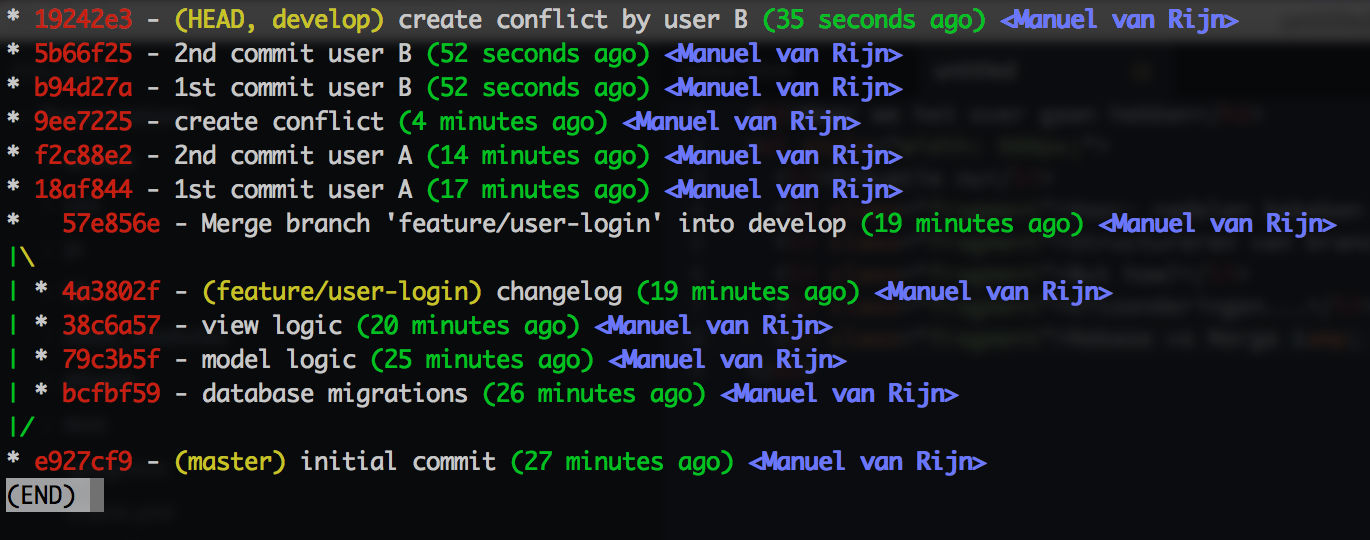 * 19242e3 - (HEAD, develop) create conflict by user B (35 seconds ago) <Manuel van Rijn>
* 5b66f25 - 2nd commit user B (52 seconds ago) <Manuel van Rijn>
* b94d27a - 1st commit user B (52 seconds ago) <Manuel van Rijn>
* 9ee7225 - create conflict (4 minutes ago) <Manuel van Rijn>
* f2c88e2 - 2nd commit user A (14 minutes ago) <Manuel van Rijn>
* 18af844 - 1st commit user A (17 minutes ago) <Manuel van Rijn>
*   57e856e - Merge branch 'feature/user-login' into develop (19 minutes ago) <Manuel van Rijn>
|\
| * 4a3802f - (feature/user-login) changelog (19 minutes ago) <Manuel van Rijn>
| * 38c6a57 - view logic (20 minutes ago) <Manuel van Rijn>
| * 79c3b5f - model logic (25 minutes ago) <Manuel van Rijn>
| * bcfbf59 - database migrations (26 minutes ago) <Manuel van Rijn>
|/
* e927cf9 - (master) initial commit (27 minutes ago) <Manuel van Rijn>
(END)